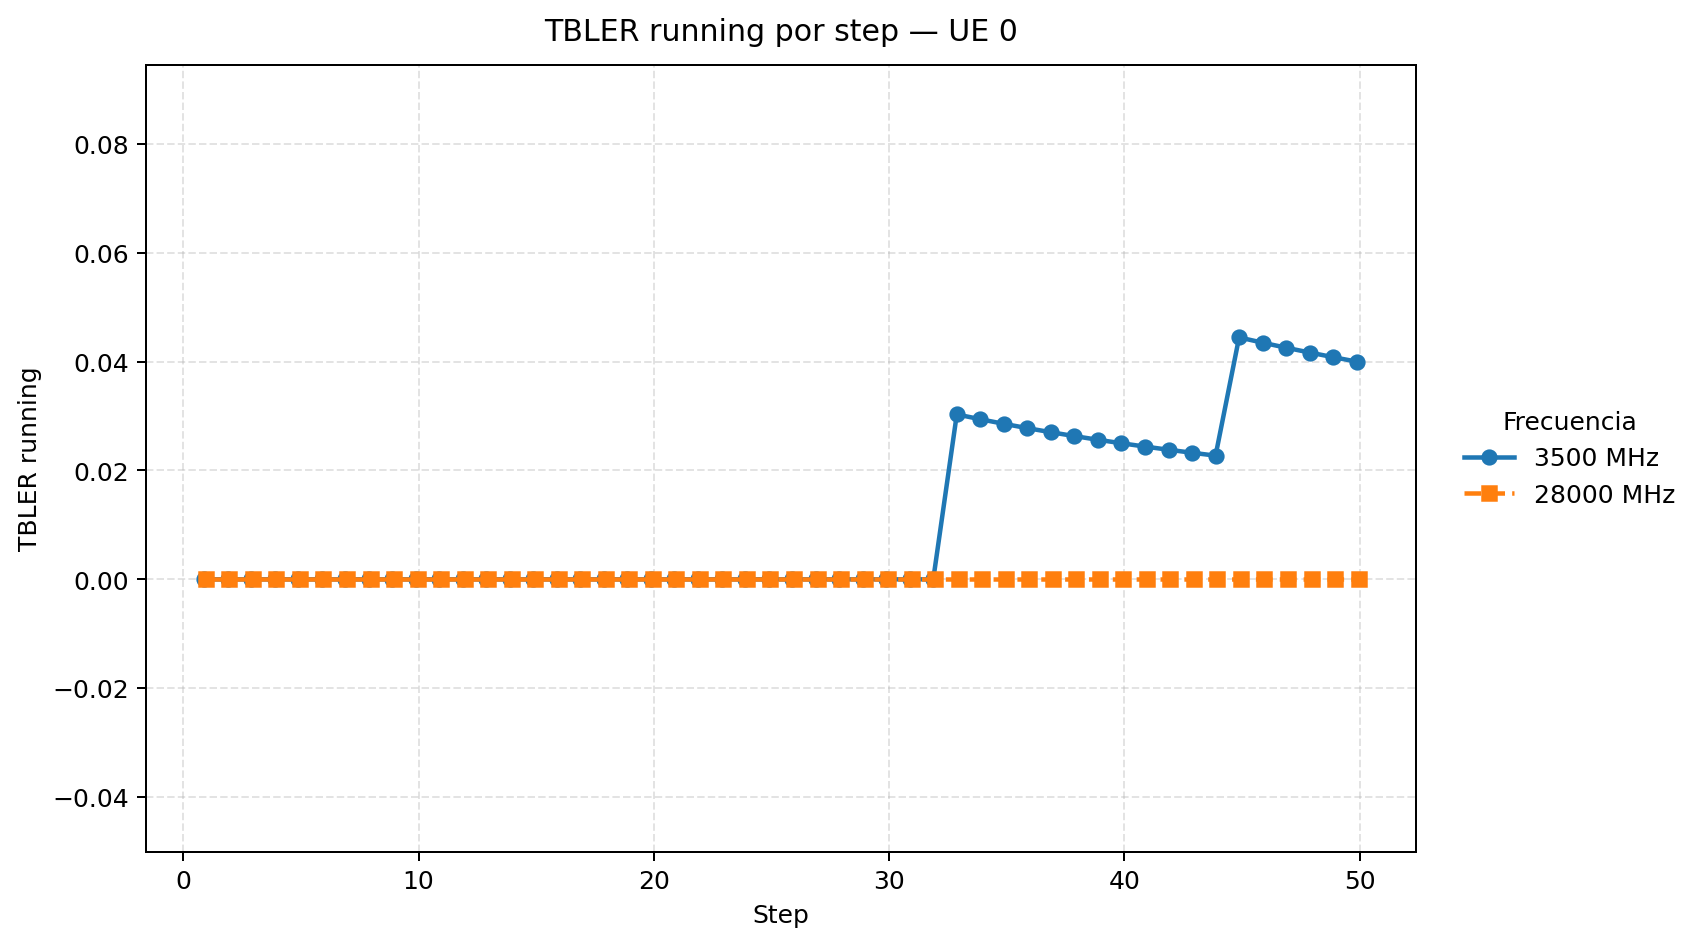 TBLER running por step — UE 0
TBLER running
0.08
0.06
0.04
0.02
0.00
−0.02
−0.04
0
10
20
30
40
50
Step
Frecuencia
3500 MHz
28000 MHz